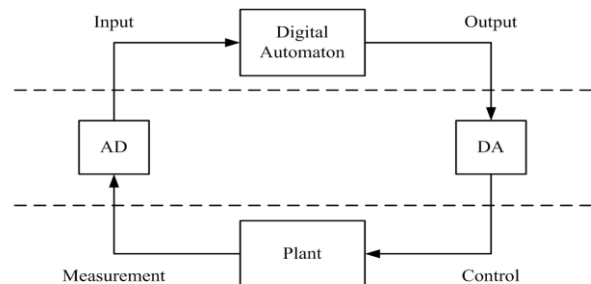 Input
Digital
Automaton
Output
AD
DA
Plant
Measurement
Control